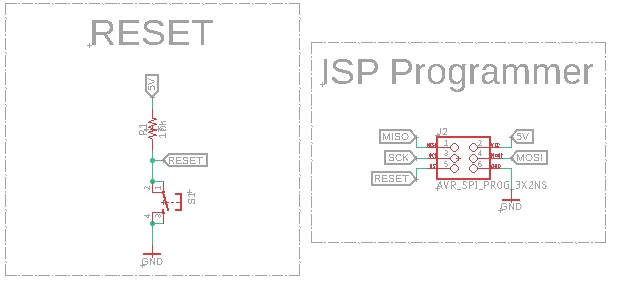 RESET
5V
R1
10k
RESET
2
1
S1
4
3
GND
ISP Programmer
J2
MISO
1
2
5V
SCK
3
4
MOSI
RESET
5
6
AVR_SPI_PROG_3X2NS
GND